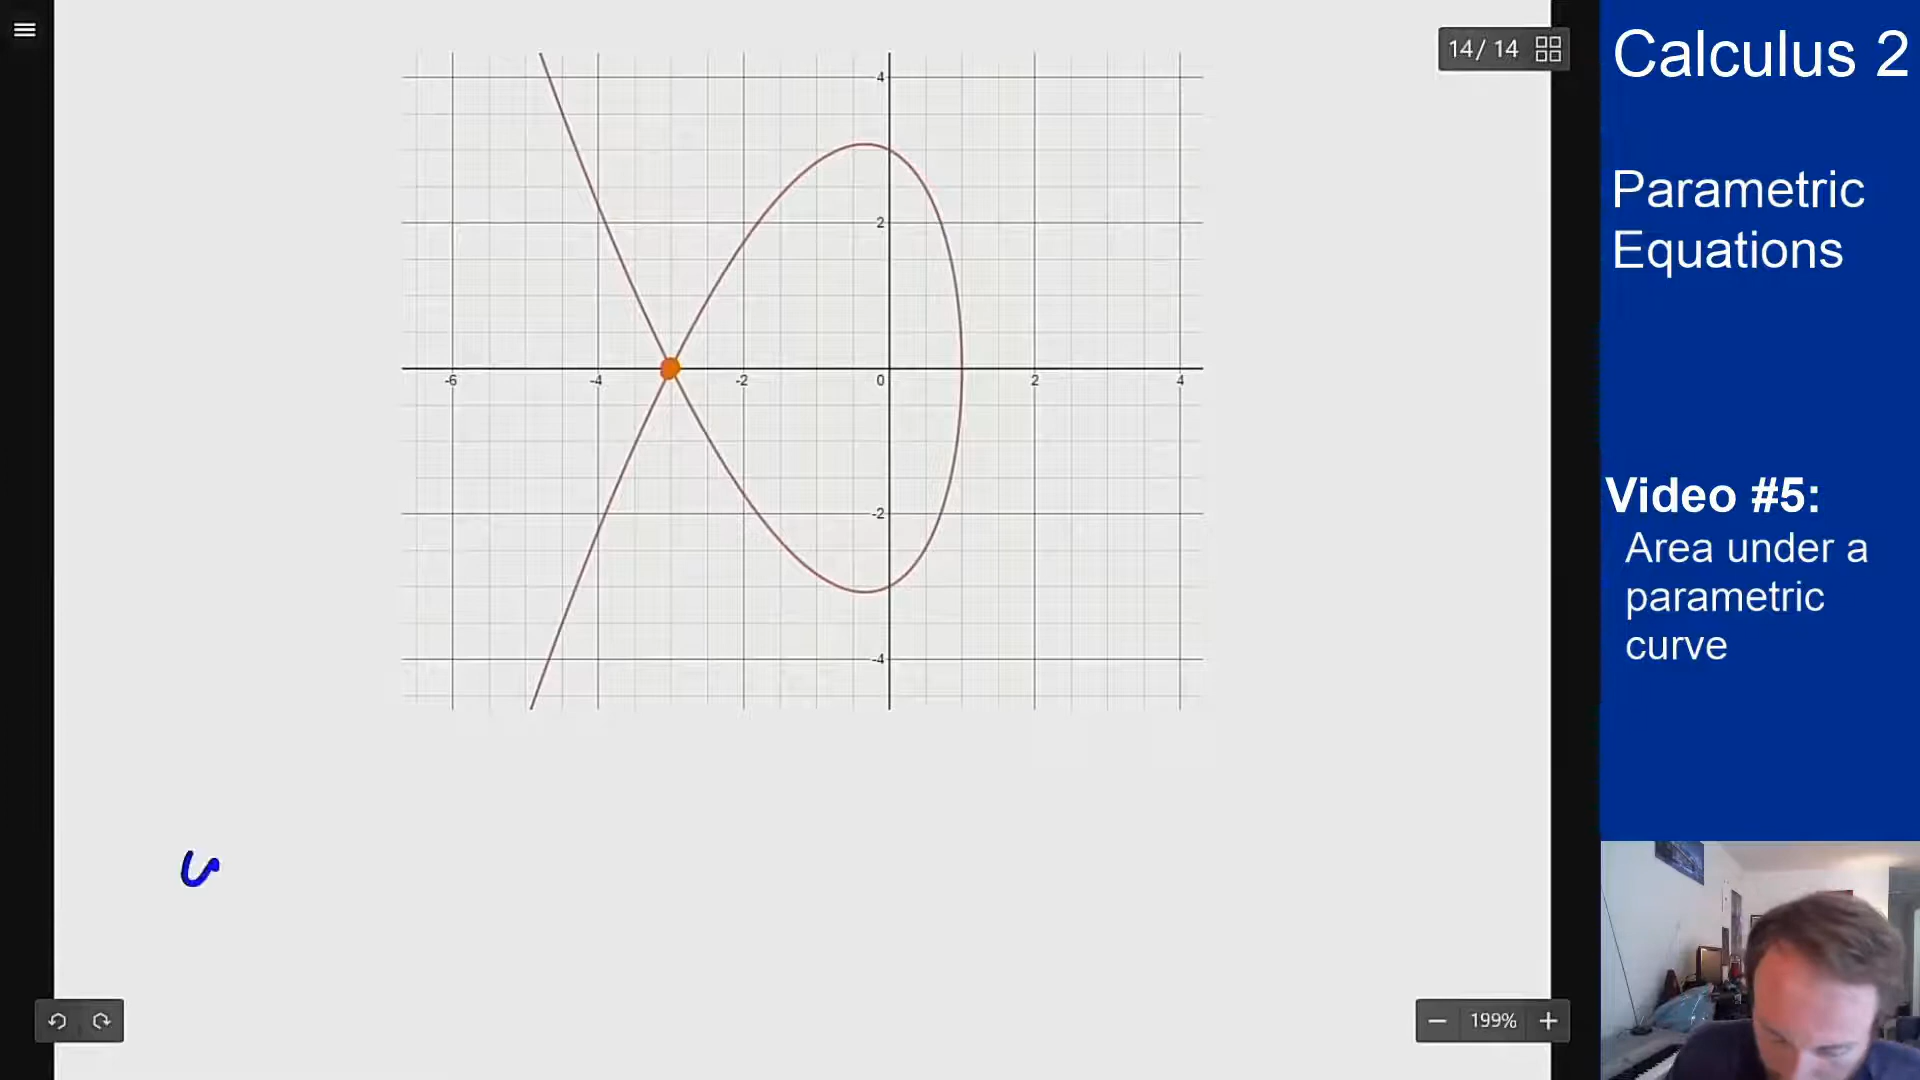 14 / 14
Calculus 2
Parametric
Equations
Video #5:
Area under a
parametric
curve
4
2
-6 -4 -2 0 2 4
-2
-4
199%